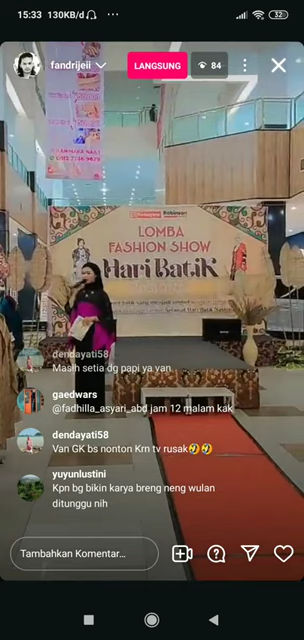 15:33 130KB/d
32
fandrijeii
LANGSUNG
84
LOMBA
FASHION SHOW
Hari Batik
dendayati58
Masih setia dg papi ya van
gaedwars
@fadhilla_asyari_abd jam 12 malam kak
dendayati58
Van GK bs nonton Krn tv rusak🤣🤣
yuyunlustini
Kpn bg bikin karya breng neng wulan
ditunggu nih
Tambahkan Komentar...